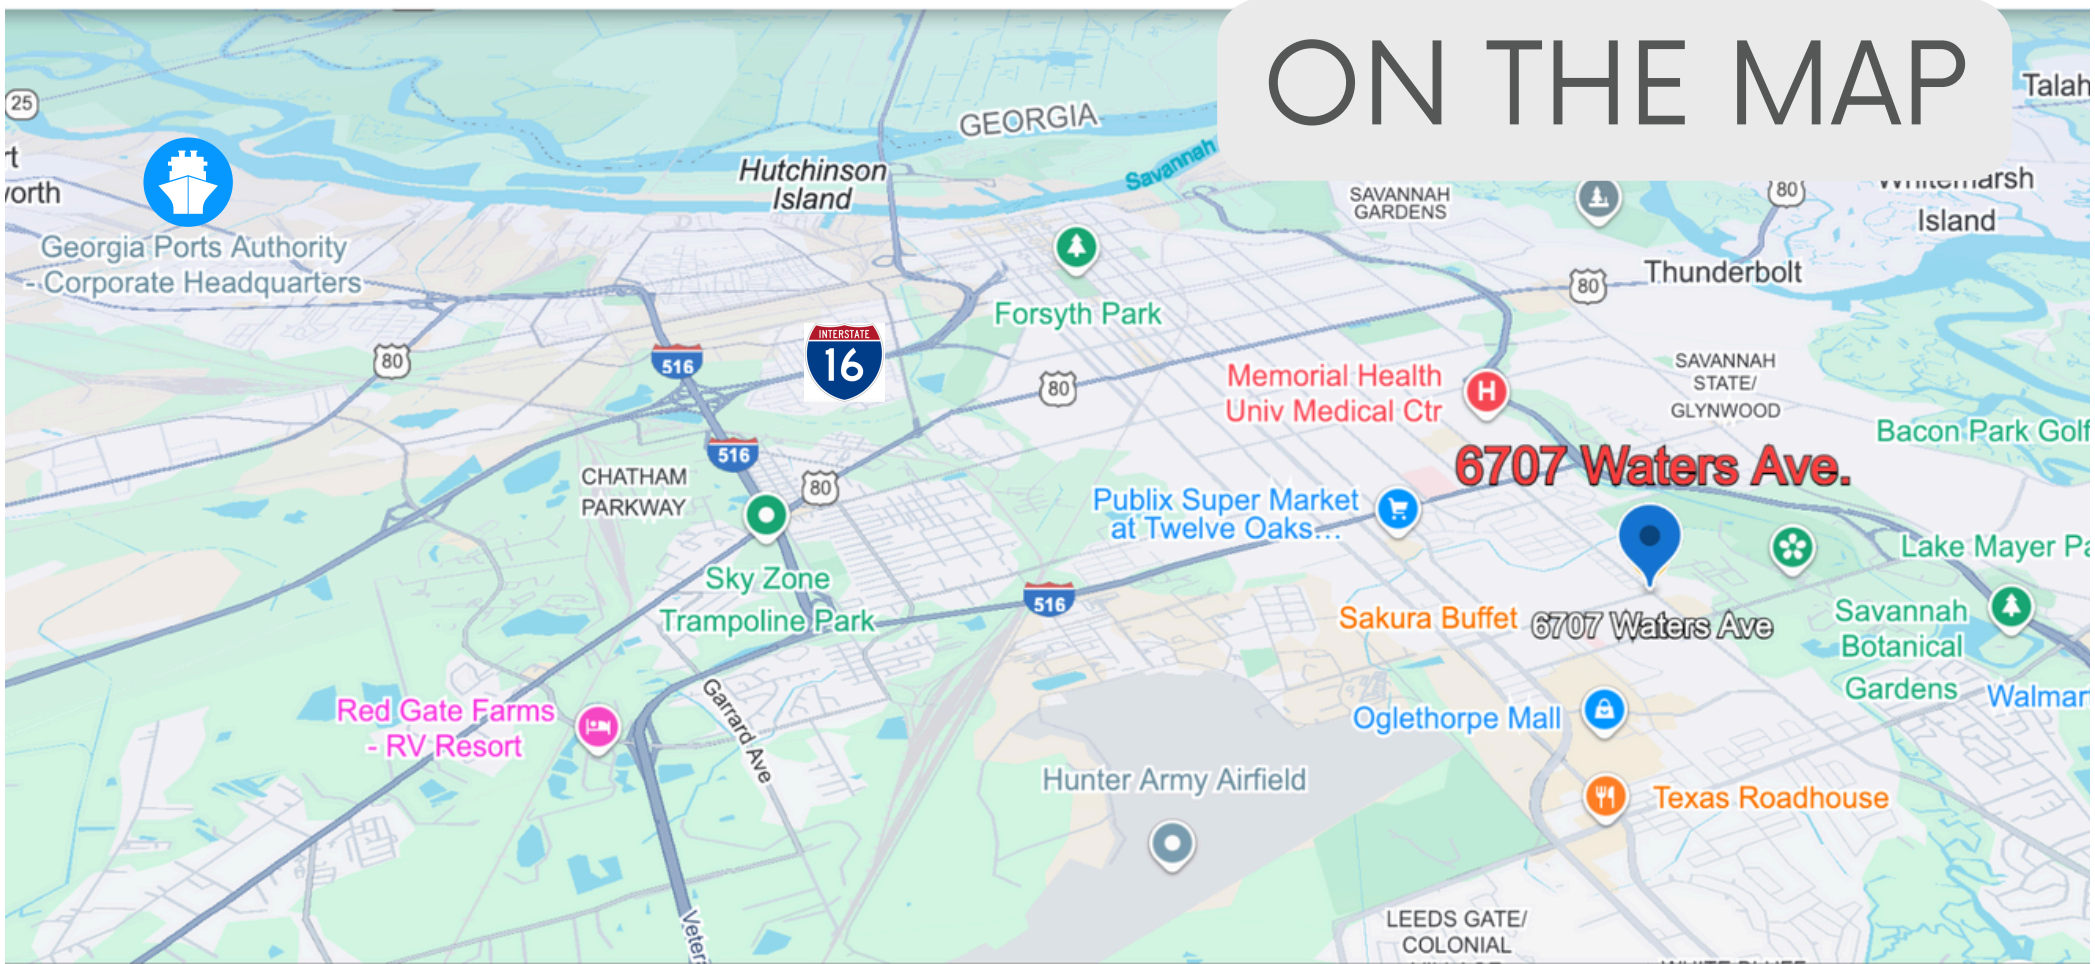 ON THE MAP
25
GEORGIA
Savannah
Hutchinson
Island
SAVANNAH
GARDENS
80
Whitemarsh
Island
Georgia Ports Authority
- Corporate Headquarters
Thunderbolt
80
Forsyth Park
INTERSTATE
16
516
80
80
Memorial Health
Univ Medical Ctr
H
SAVANNAH
STATE/
GLYNWOOD
Bacon Park Golf
516
6707 Waters Ave.
CHATHAM
PARKWAY
80
Publix Super Market
at Twelve Oaks...
Lake Mayer
Sky Zone
Trampoline Park
516
Sakura Buffet
6707 Waters Ave
Savannah
Botanical
Gardens
Walmart
Red Gate Farms
- RV Resort
Garrard Ave
Oglethorpe Mall
Hunter Army Airfield
Texas Roadhouse
LEEDS GATE/
COLONIAL